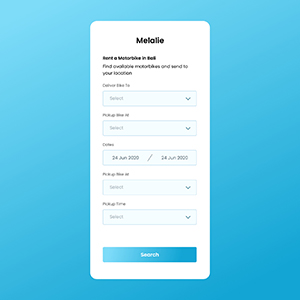 Melalie
Rent a Motorbike in Bali
Find available motorbikes and send to
your location
Deliver Bike To
Select
Pickup Bike At
Select
Dates
24 Jun 2020 / 24 Jun 2020
Pickup Bike At
Select
Pickup Time
Select
Search